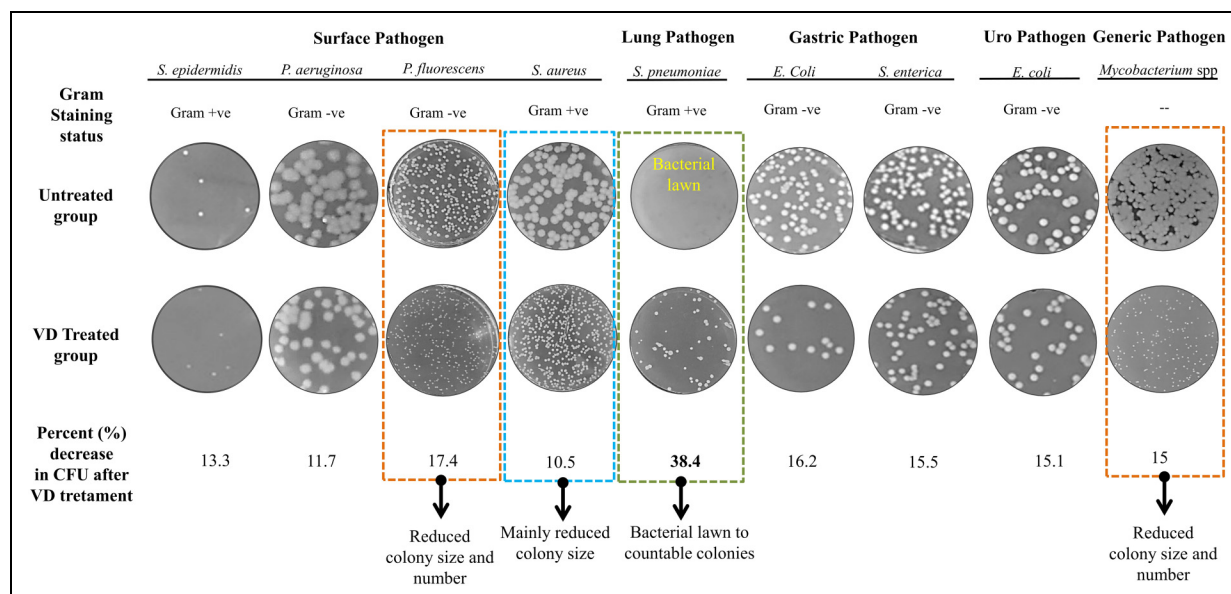 Surface Pathogen Lung Pathogen Gastric Pathogen Uro Pathogen Generic Pathogen
S. epidermidis P. aeruginosa P. fluorescens S. aureus S. pneumoniae E. Coli S. enterica E. coli Mycobacterium spp
Gram
Staining
status
Gram +ve Gram -ve Gram -ve Gram +ve Gram +ve Gram -ve Gram -ve Gram -ve --
Untreated
group
Bacterial
lawn
VD Treated
group
Percent (%)
decrease
in CFU after
VD tretament
13.3 11.7 17.4 10.5 38.4 16.2 15.5 15.1 15
Reduced
colony size and
number
Mainly reduced
colony size
Bacterial lawn to
countable colonies
Reduced
colony size and
number